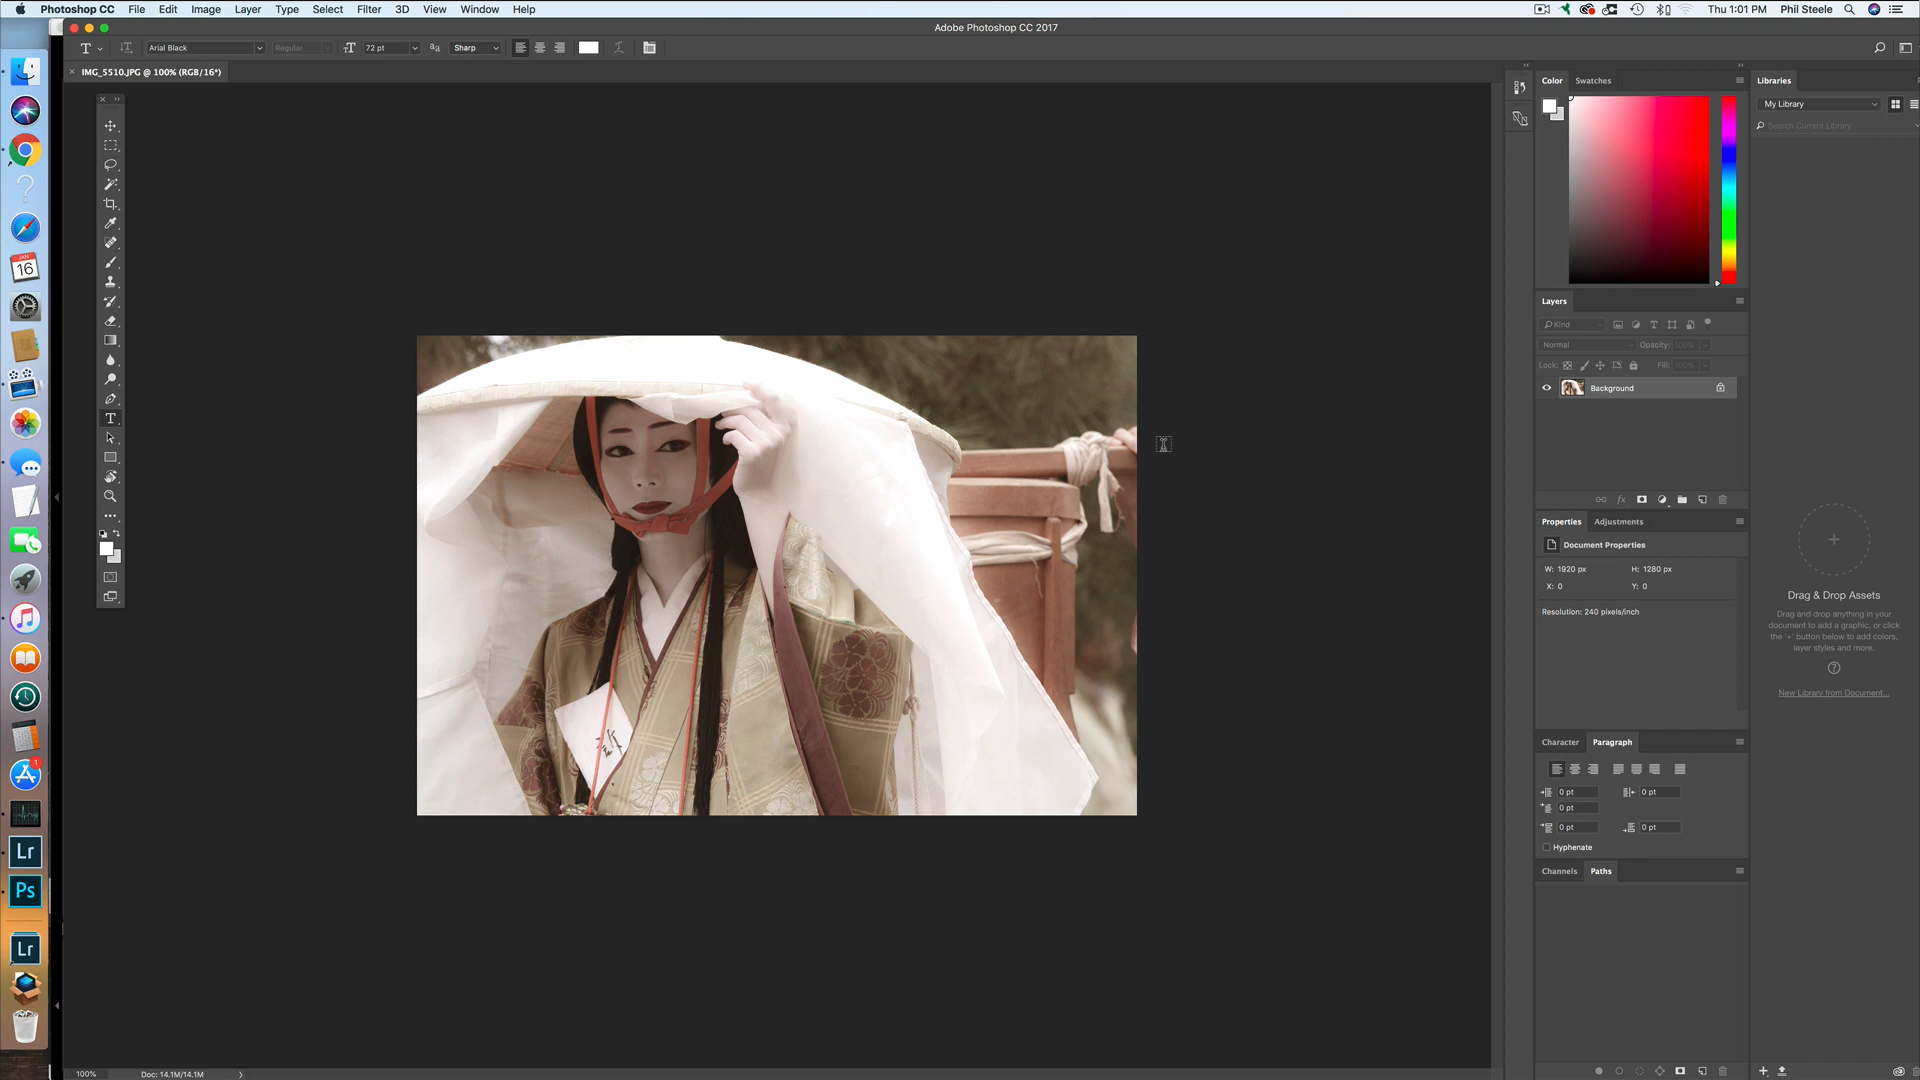 Photoshop CC File Edit Image Layer Type Select Filter 3D View Window Help Thu 1:01 PM Phil Steele
Adobe Photoshop CC 2017
T Arial Black Regular 72 pt Sharp
IMG_5510.JPG @ 100% (RGB/16*)
Color Swatches
Libraries
My Library
Search Current Library
Layers
Kind
Normal Opacity: 100%
Lock: Fill: 100%
Background
Properties Adjustments
Document Properties
W: 1920 px H: 1280 px
X: 0 Y: 0
Resolution: 240 pixels/inch
Drag & Drop Assets
Drag and drop anything in your
document to add a graphic, or click
the '+' button below to add colors,
layer styles and more.
New Library from Document...
Character Paragraph
0 pt 0 pt
0 pt
0 pt 0 pt
Hyphenate
Channels Paths
JAN
16
1
Lr
Ps
Lr
100% Doc: 14.1M/14.1M